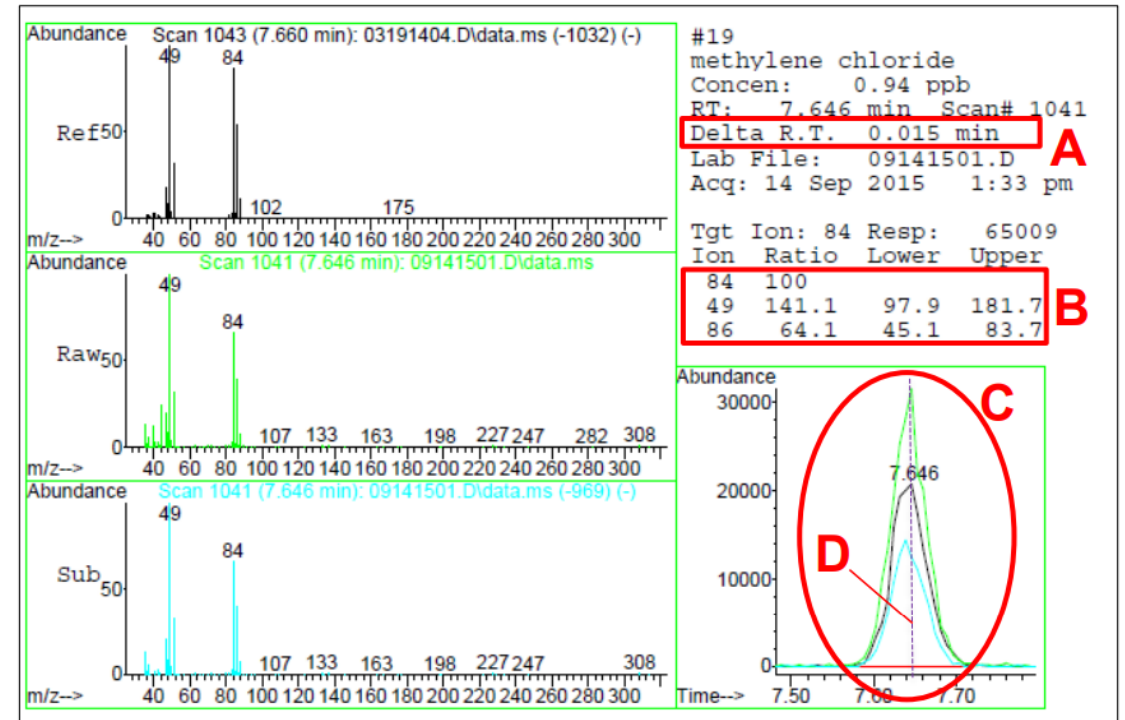 Abundance Scan 1043 (7.660 min): 03191404.D\data.ms (-1032) (-)
49 84
Ref 50
102 175
0
m/z--> 40 60 80 100 120 140 160 180 200 220 240 260 280 300
Abundance Scan 1041 (7.646 min): 09141501.D\data.ms
49
84
Raw 50
107 133 163 198 227 247 282 308
0
m/z--> 40 60 80 100 120 140 160 180 200 220 240 260 280 300
Abundance Scan 1041 (7.646 min): 09141501.D\data.ms (-969) (-)
49
84
Sub 50
107 133 163 198 227 247 308
0
m/z--> 40 60 80 100 120 140 160 180 200 220 240 260 280 300
#19
methylene chloride
Concen: 0.94 ppb
RT: 7.646 min Scan# 1041
Delta R.T. 0.015 min A
Lab File: 09141501.D
Acq: 14 Sep 2015 1:33 pm
Tgt Ion: 84 Resp: 65009
Ion Ratio Lower Upper
84 100
49 141.1 97.9 181.7 B
86 64.1 45.1 83.7
Abundance
30000 C
7.646
20000
D
10000
0
Time--> 7.50 7.60 7.70